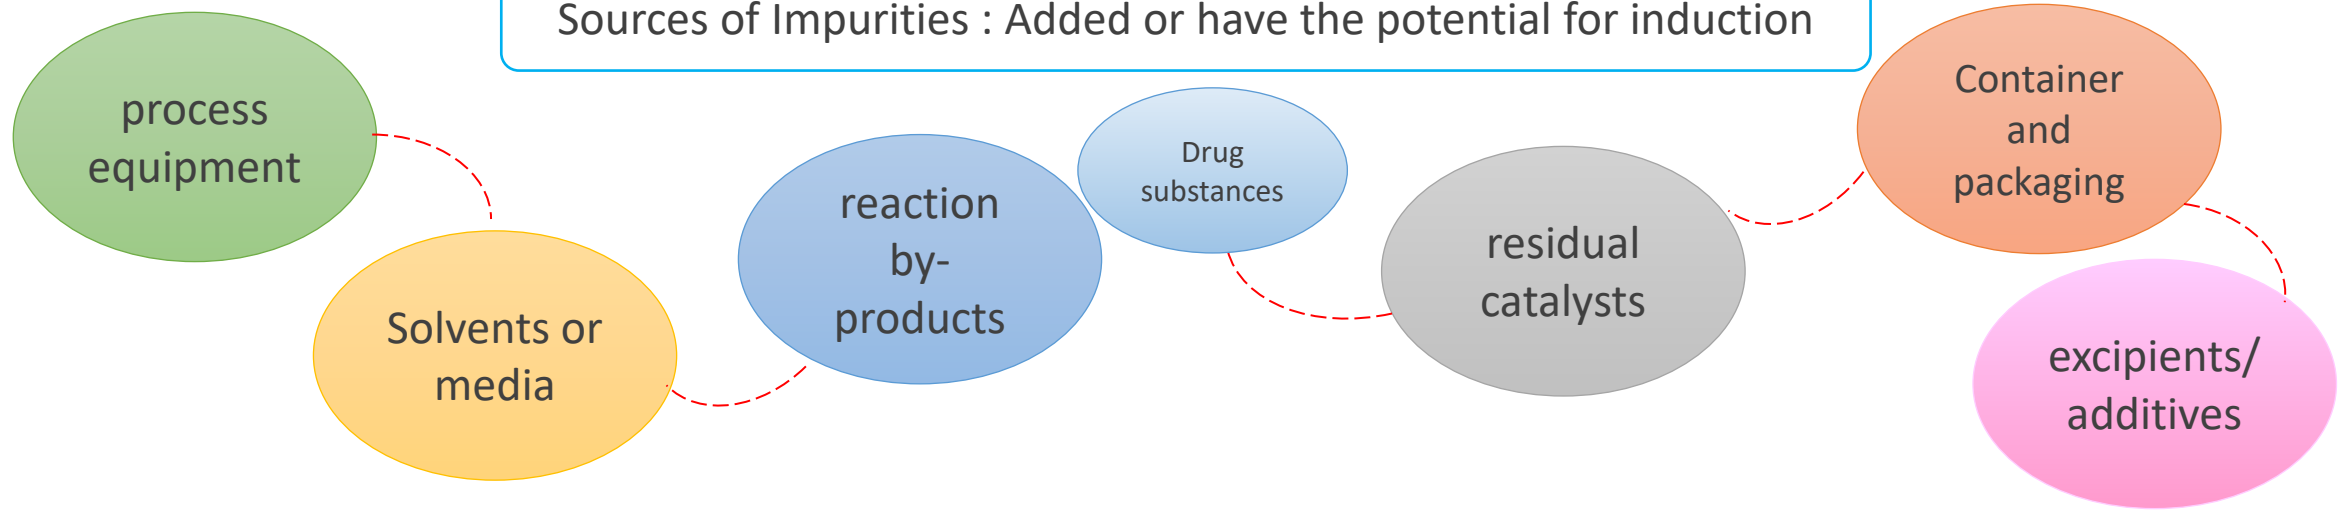 Sources of Impurities : Added or have the potential for induction
process
equipment
Solvents or
media
reaction
by-
products
Drug
substances
residual
catalysts
Container
and
packaging
excipients/
additives